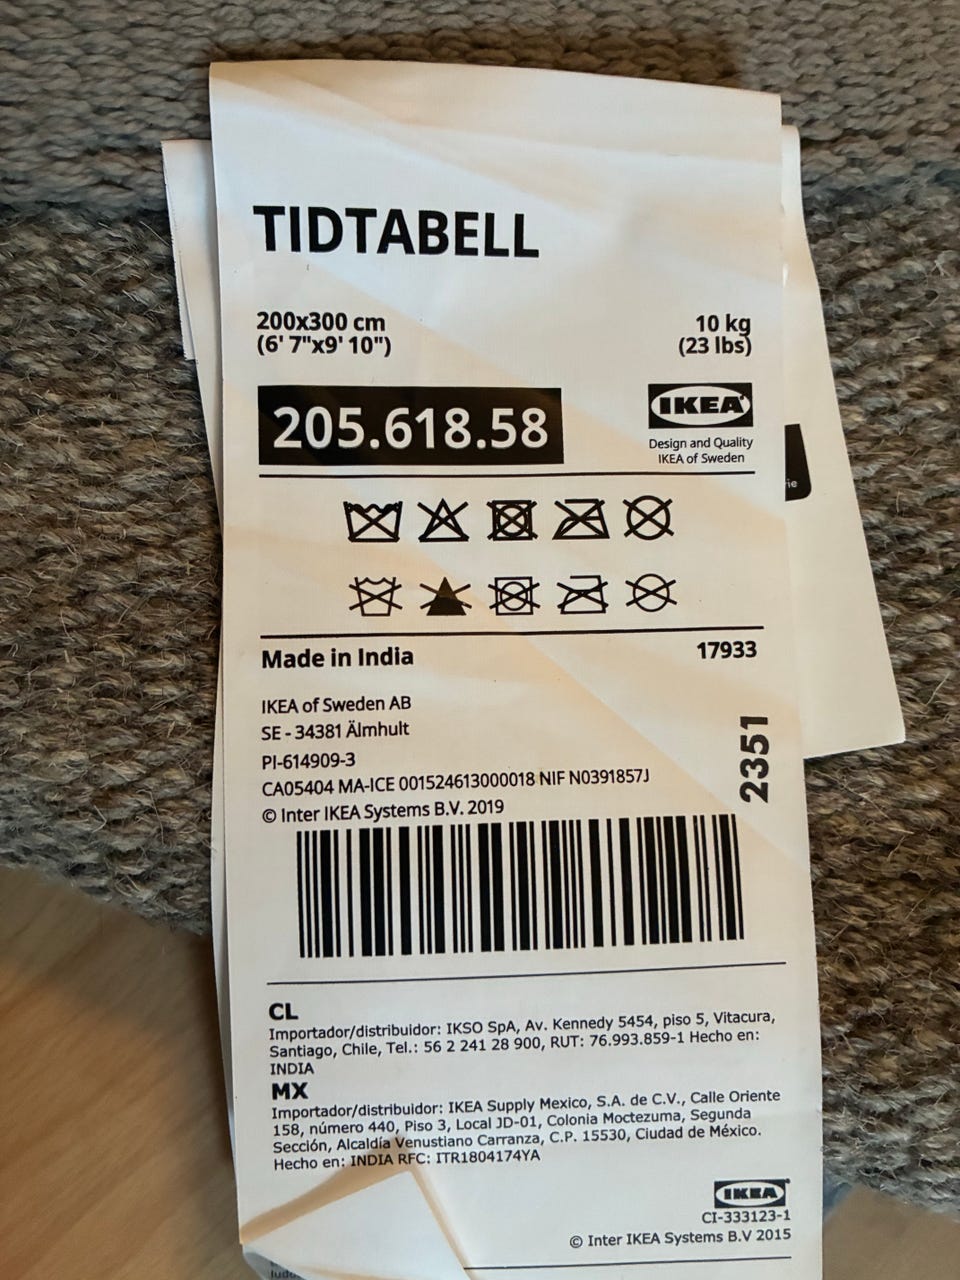 TIDTABELL
200x300 cm 10 kg
(6' 7"x9' 10") (23 lbs)
205.618.58 IKEA
Design and Quality
IKEA of Sweden
Made in India 17933
IKEA of Sweden AB
SE - 34381 Älmhult
PI-614909-3
CA05404 MA-ICE 001524613000018 NIF N0391857J
© Inter IKEA Systems B.V. 2019
2351
CL
Importador/distribuidor: IKSO SpA, Av. Kennedy 5454, piso 5, Vitacura,
Santiago, Chile, Tel.: 56 2 241 28 900, RUT: 76.993.859-1 Hecho en:
INDIA
MX
Importador/distribuidor: IKEA Supply Mexico, S.A. de C.V., Calle Oriente
158, número 440, Piso 3, Local JD-01, Colonia Moctezuma, Segunda
Sección, Alcaldía Venustiano Carranza, C.P. 15530, Ciudad de México.
Hecho en: INDIA RFC: ITR1804174YA
IKEA
CI-333123-1
© Inter IKEA Systems B.V 2015